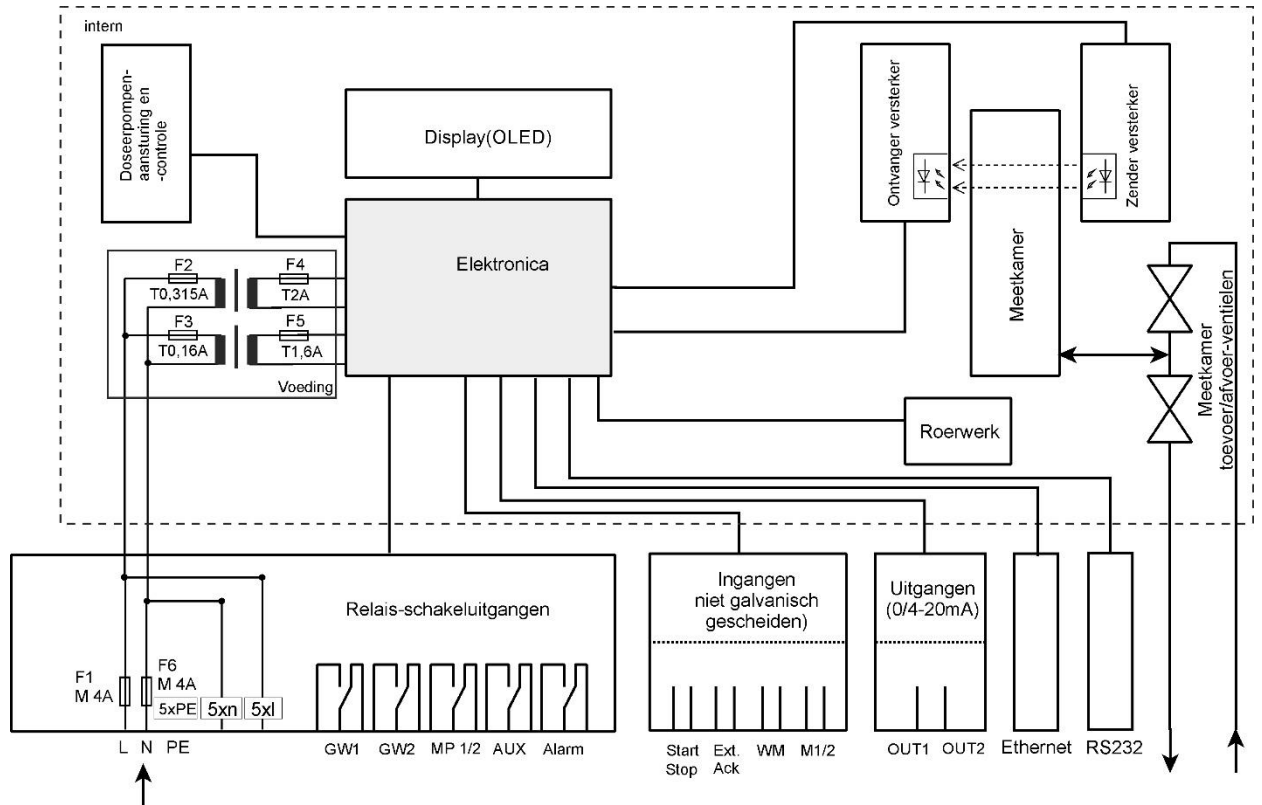 intern
Doseerpompen-
aansturing en
-controle
Display(OLED)
Ontvanger versterker
Zender versterker
Meetkamer
Elektronica
F2
T0,315A
F4
T2A
F3
T0,16A
F5
T1,6A
Voeding
Meetkamer
toevoer/afvoer-ventielen
Roerwerk
Relais-schakeluitgangen
Ingangen
niet galvanisch
gescheiden)
Uitgangen
(0/4-20mA)
F1
M 4A
F6
M 4A
5xPE
5xn
5xl
L
N
PE
GW1
GW2
MP 1/2
AUX
Alarm
Start
Stop
Ext.
Ack
WM
M1/2
OUT1
OUT2
Ethernet
RS232